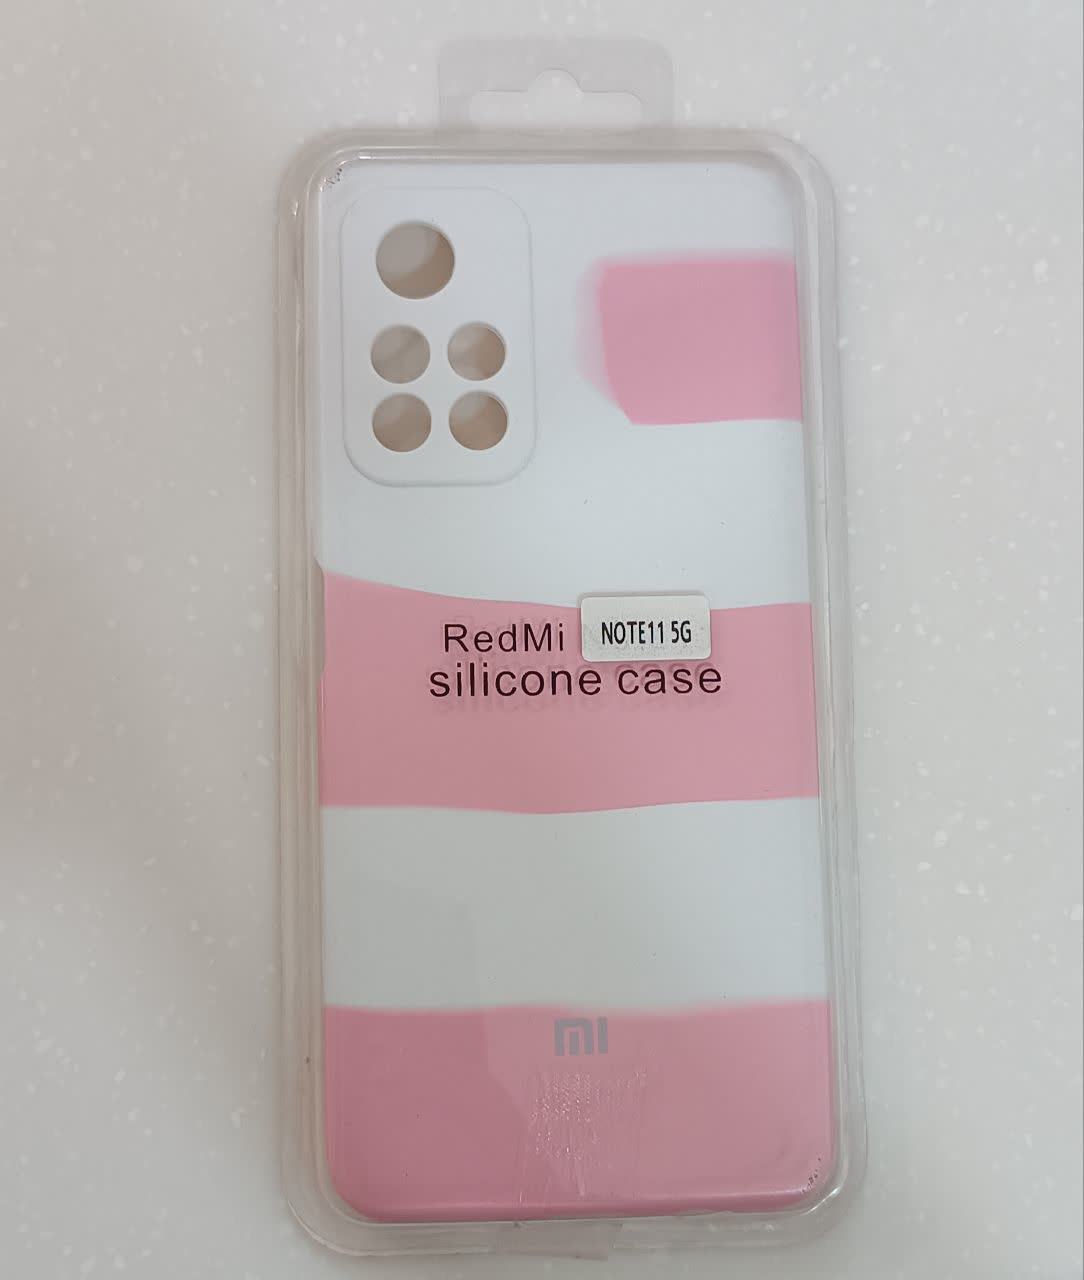 RedMi NOTE11 5G
silicone case
mi